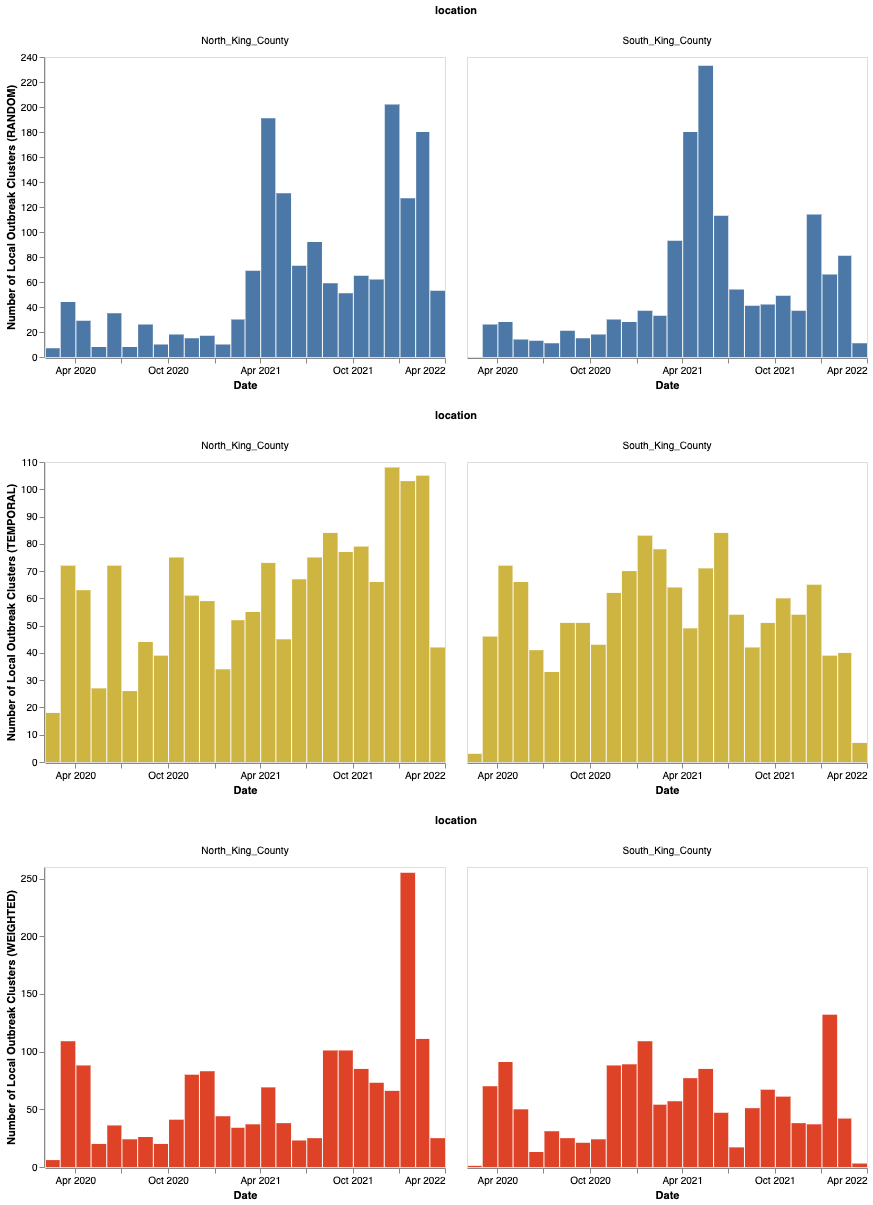 location
North_King_County South_King_County
240
220
200
180
160
140
120
100
80
60
40
20
0
Number of Local Outbreak Clusters (RANDOM)
Apr 2020 Oct 2020 Apr 2021 Oct 2021 Apr 2022 Apr 2020 Oct 2020 Apr 2021 Oct 2021 Apr 2022
Date Date
location
North_King_County South_King_County
110
100
90
80
70
60
50
40
30
20
10
0
Number of Local Outbreak Clusters (TEMPORAL)
Apr 2020 Oct 2020 Apr 2021 Oct 2021 Apr 2022 Apr 2020 Oct 2020 Apr 2021 Oct 2021 Apr 2022
Date Date
location
North_King_County South_King_County
250
200
150
100
50
0
Number of Local Outbreak Clusters (WEIGHTED)
Apr 2020 Oct 2020 Apr 2021 Oct 2021 Apr 2022 Apr 2020 Oct 2020 Apr 2021 Oct 2021 Apr 2022
Date Date